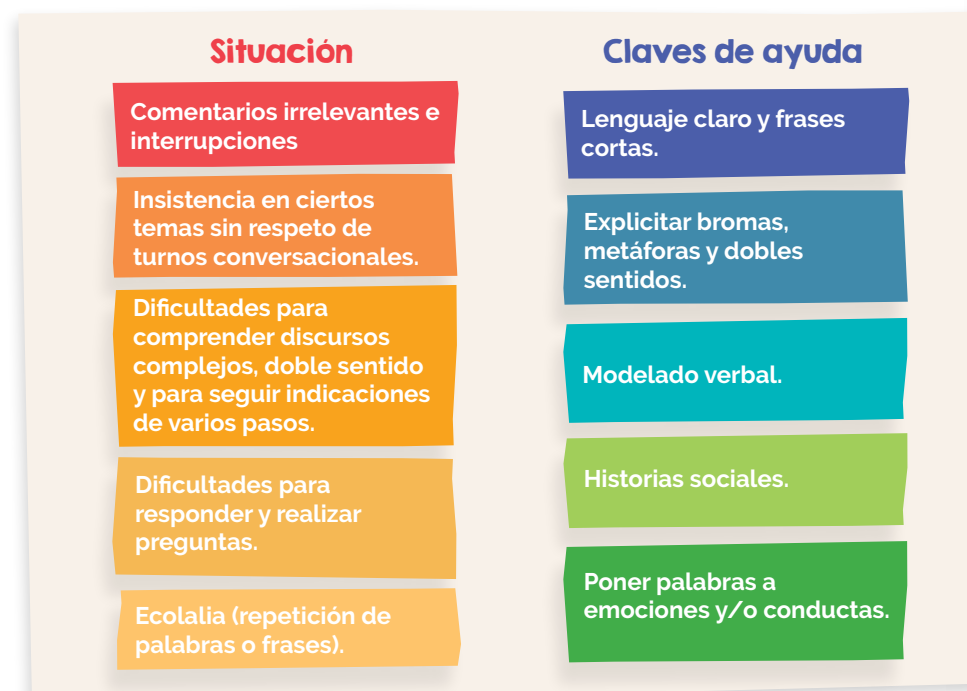 Situación
Comentarios irrelevantes e
interrupciones
Insistencia en ciertos
temas sin respeto de
turnos conversacionales.
Dificultades para
comprender discursos
complejos, doble sentido
y para seguir indicaciones
de varios pasos.
Dificultades para
responder y realizar
preguntas.
Ecolalia (repetición de
palabras o frases).
Claves de ayuda
Lenguaje claro y frases
cortas.
Explicitar bromas,
metáforas y dobles
sentidos.
Modelado verbal.
Historias sociales.
Poner palabras a
emociones y/o conductas.